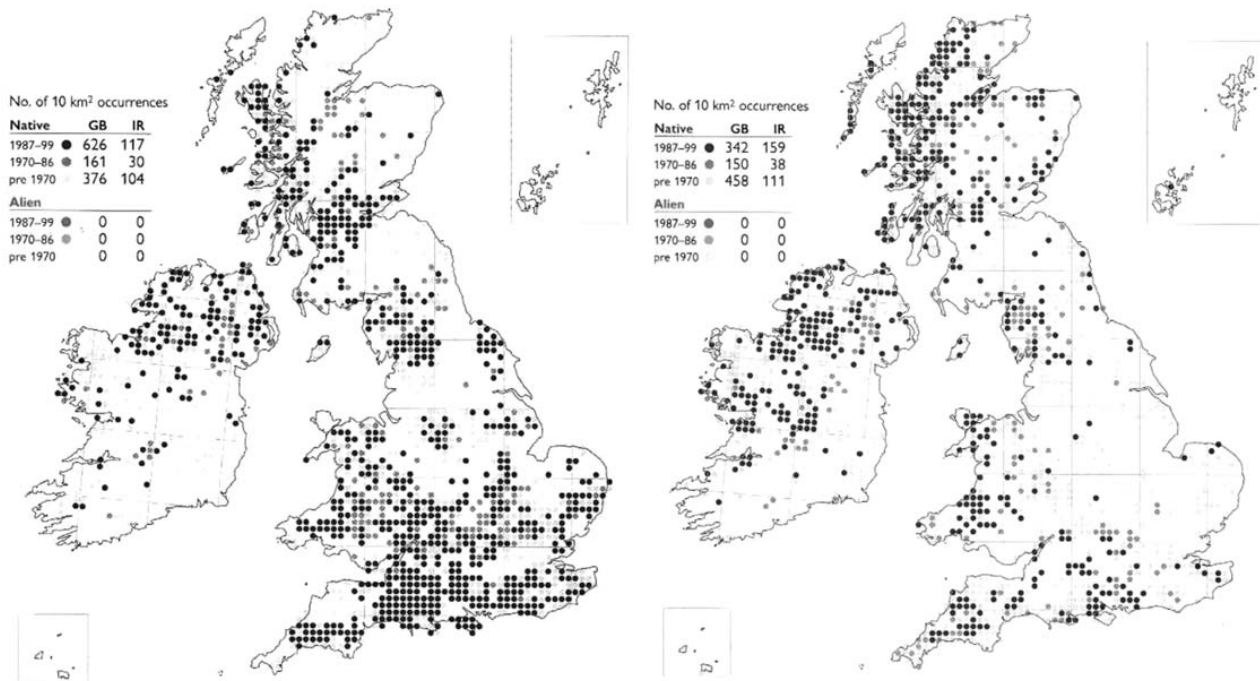 No. of 10 km² occurrences
Native GB IR
1987–99 626 117
1970–86 161 30
pre 1970 376 104
Alien
1987–99 0 0
1970–86 0 0
pre 1970 0 0
No. of 10 km² occurrences
Native GB IR
1987–99 342 159
1970–86 150 38
pre 1970 458 111
Alien
1987–99 0 0
1970–86 0 0
pre 1970 0 0